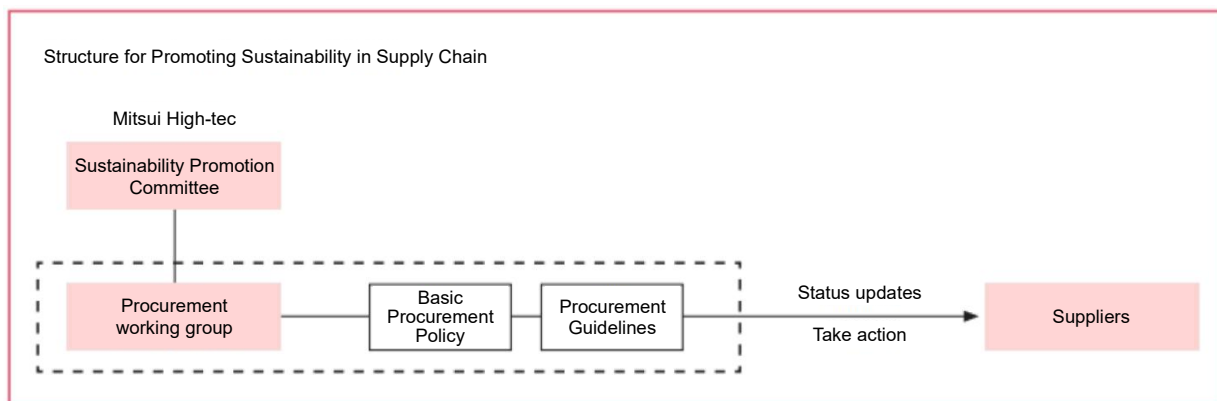 Structure for Promoting Sustainability in Supply Chain
Mitsui High-tec
Sustainability Promotion
Committee
Procurement
working group
Basic
Procurement
Policy
Procurement
Guidelines
Status updates
Take action
Suppliers